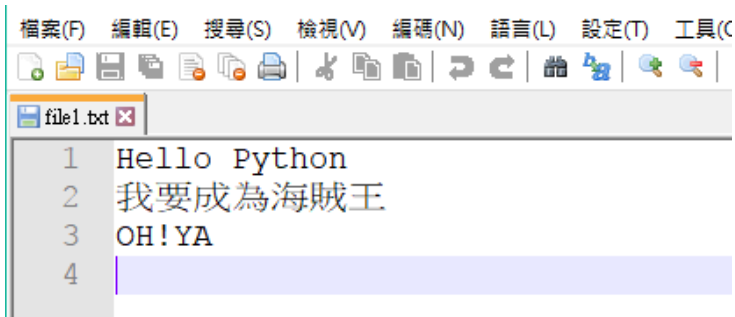 檔案(F) 編輯(E) 搜尋(S) 檢視(V) 編碼(N) 語言(L) 設定(T) 工具(
file1.txt
1 Hello Python
2 我要成為海賊王
3 OH!YA
4